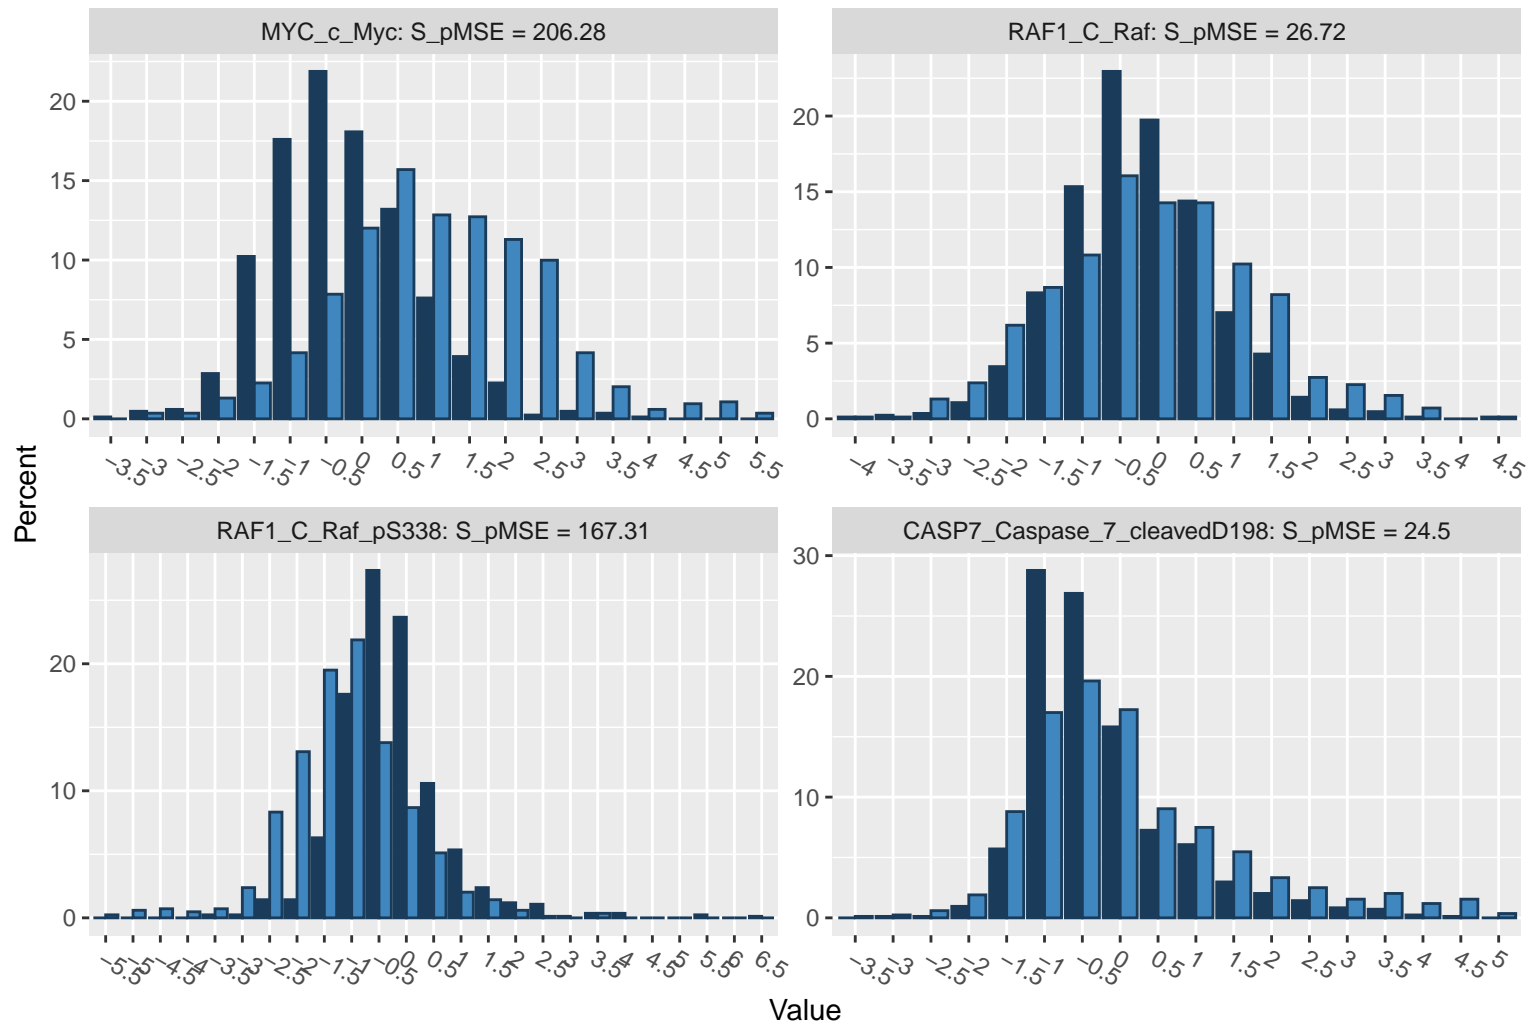 MYC_c_Myc: S_pMSE = 206.28
20
15
10
5
0
−3.5 −3 −2.5 −2 −1.5 −1 −0.5 0 0.5 1 1.5 2 2.5 3 3.5 4 4.5 5 5.5
RAF1_C_Raf: S_pMSE = 26.72
20
15
10
5
0
−4 −3.5 −3 −2.5 −2 −1.5 −1 −0.5 0 0.5 1 1.5 2 2.5 3 3.5 4 4.5
Percent
RAF1_C_Raf_pS338: S_pMSE = 167.31
20
10
0
−5.5 −5 −4.5 −4 −3.5 −3 −2.5 −2 −1.5 −1 −0.5 0 0.5 1 1.5 2 2.5 3 3.5 4 4.5 5 5.5 6 6.5
CASP7_Caspase_7_cleavedD198: S_pMSE = 24.5
30
20
10
0
−3.5 −3 −2.5 −2 −1.5 −1 −0.5 0 0.5 1 1.5 2 2.5 3 3.5 4 4.5 5
Value